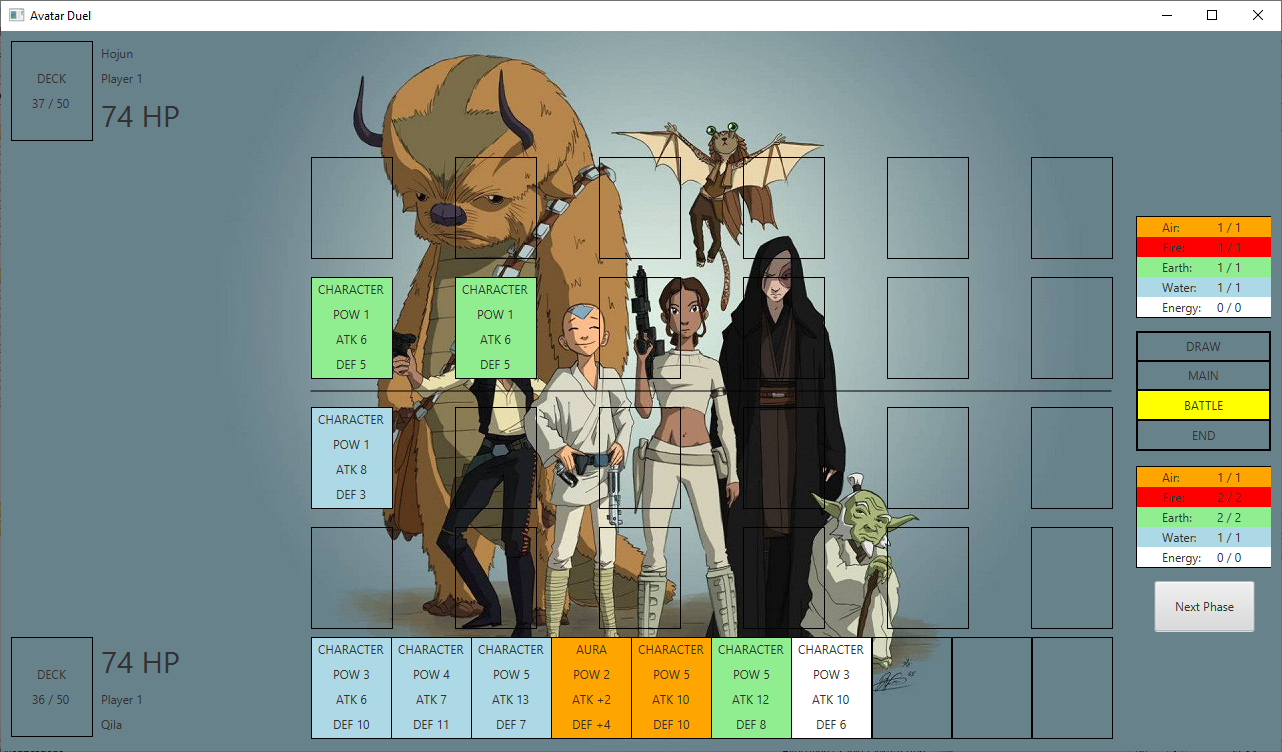 Avatar Duel
DECK
37 / 50
Hojun
Player 1
74 HP
CHARACTER
POW 1
ATK 6
DEF 5
CHARACTER
POW 1
ATK 6
DEF 5
CHARACTER
POW 1
ATK 8
DEF 3
Air: 1 / 1
Fire: 1 / 1
Earth: 1 / 1
Water: 1 / 1
Energy: 0 / 0
DRAW
MAIN
BATTLE
END
Air: 1 / 1
Fire: 2 / 2
Earth: 2 / 2
Water: 1 / 1
Energy: 0 / 0
Next Phase
DECK
36 / 50
74 HP
Player 1
Qila
CHARACTER
POW 3
ATK 6
DEF 10
CHARACTER
POW 4
ATK 7
DEF 11
CHARACTER
POW 5
ATK 13
DEF 7
AURA
POW 2
ATK +2
DEF +4
CHARACTER
POW 5
ATK 10
DEF 10
CHARACTER
POW 5
ATK 12
DEF 8
CHARACTER
POW 3
ATK 10
DEF 6